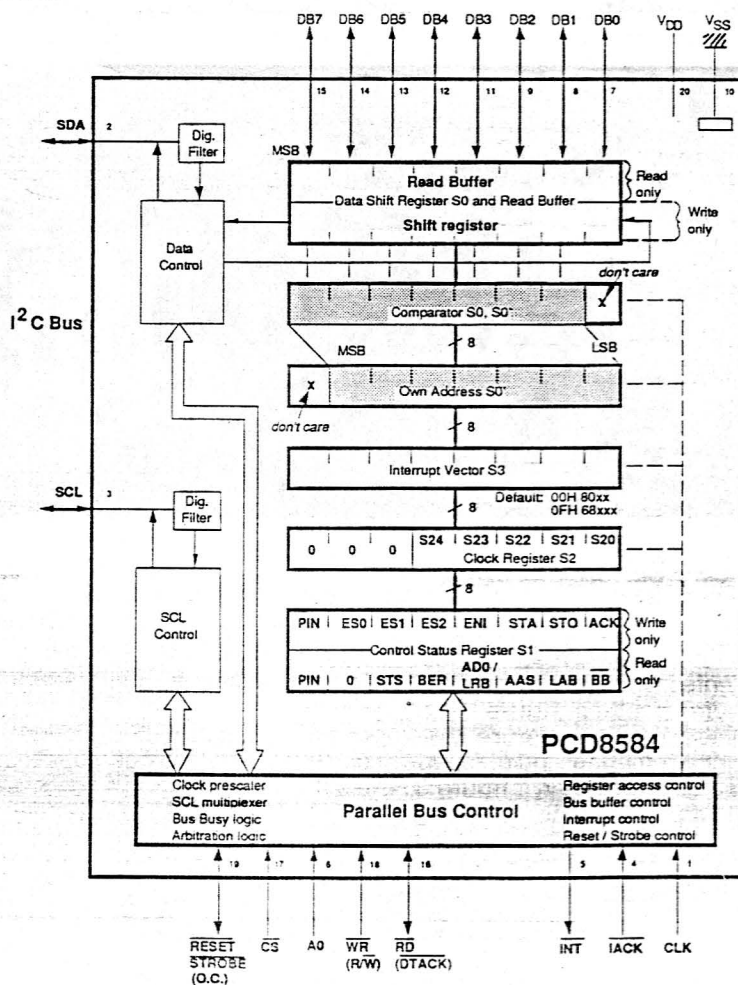 DB7 DB6 DB5 DB4 DB3 DB2 DB1 DB0 VDD VSS
15 14 13 12 11 9 8 7 20 10
SDA 2
Dig. Filter
MSB
Read Buffer
Data Shift Register S0 and Read Buffer
Shift register
Read only
Write only
Data Control
don't care
I2C Bus
Comparator S0, S0'
X
8
MSB
LSB
X
Own Address S0'
don't care
8
Interrupt Vector S3
SCL 3
Dig. Filter
8
Default: 00H 80xx
0FH 68xxx
0 0 0 S24 S23 S22 S21 S20
Clock Register S2
8
SCL Control
PIN ES0 ES1 ES2 ENI STA STO ACK
Write only
Control Status Register S1
PIN 0 STS BER AD0 / LRB AAS LAB BB
Read only
PCD8584
Clock prescaler
SCL multiplexer
Bus Busy logic
Arbitration logic
Parallel Bus Control
Register access control
Bus buffer control
Interrupt control
Reset / Strobe control
19 17 6 18 16 5 4 1
RESET CS A0 WR RD INT IACK CLK
STROBE (R/W) (DTACK)
(O.C.)